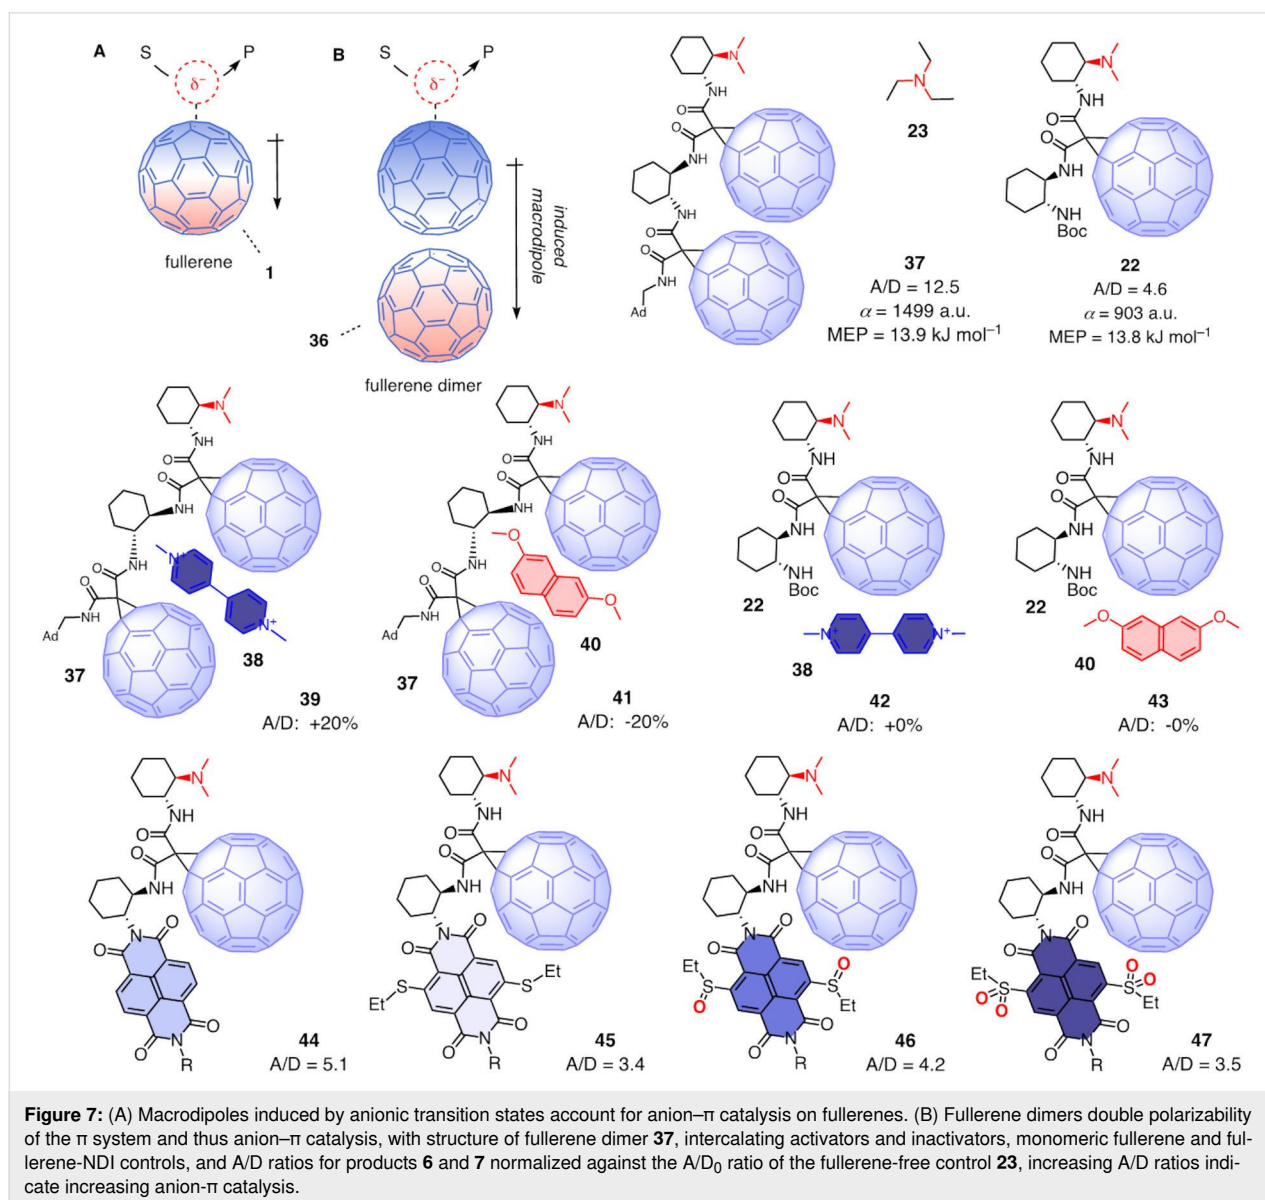 A
S
P
δ⁻
fullerene
1
B
S
P
δ⁻
induced
macrodipole
36
fullerene dimer
N
NH
O
O
NH
NH
O
O
NH
Ad
N
23
37
A/D = 12.5
α = 1499 a.u.
MEP = 13.9 kJ mol⁻¹
N
NH
O
O
NH
NH
Boc
22
A/D = 4.6
α = 903 a.u.
MEP = 13.8 kJ mol⁻¹
N
NH
O
O
NH
NH
O
O
NH
Ad
N⁺
N⁺
37
38
39
A/D: +20%
N
NH
O
O
NH
NH
O
O
NH
Ad
O
O
40
37
41
A/D: -20%
N
NH
O
O
NH
NH
Boc
22
N⁺
N⁺
38
42
A/D: +0%
N
NH
O
O
NH
NH
Boc
22
O
O
40
43
A/D: -0%
N
NH
O
O
NH
N
O
O
O
O
N
R
44
A/D = 5.1
N
NH
O
O
NH
N
O
O
S
Et
S
Et
O
O
N
R
45
A/D = 3.4
N
NH
O
O
NH
N
O
O
Et
S
O
O
S
Et
O
O
N
R
46
A/D = 4.2
N
NH
O
O
NH
N
O
O
Et
S
O
O
O
S
O
Et
O
O
N
R
47
A/D = 3.5
Figure 7: (A) Macrodipoles induced by anionic transition states account for anion–π catalysis on fullerenes. (B) Fullerene dimers double polarizability
of the π system and thus anion–π catalysis, with structure of fullerene dimer 37, intercalating activators and inactivators, monomeric fullerene and ful-
lerene-NDI controls, and A/D ratios for products 6 and 7 normalized against the A/D₀ ratio of the fullerene-free control 23, increasing A/D ratios indi-
cate increasing anion-π catalysis.